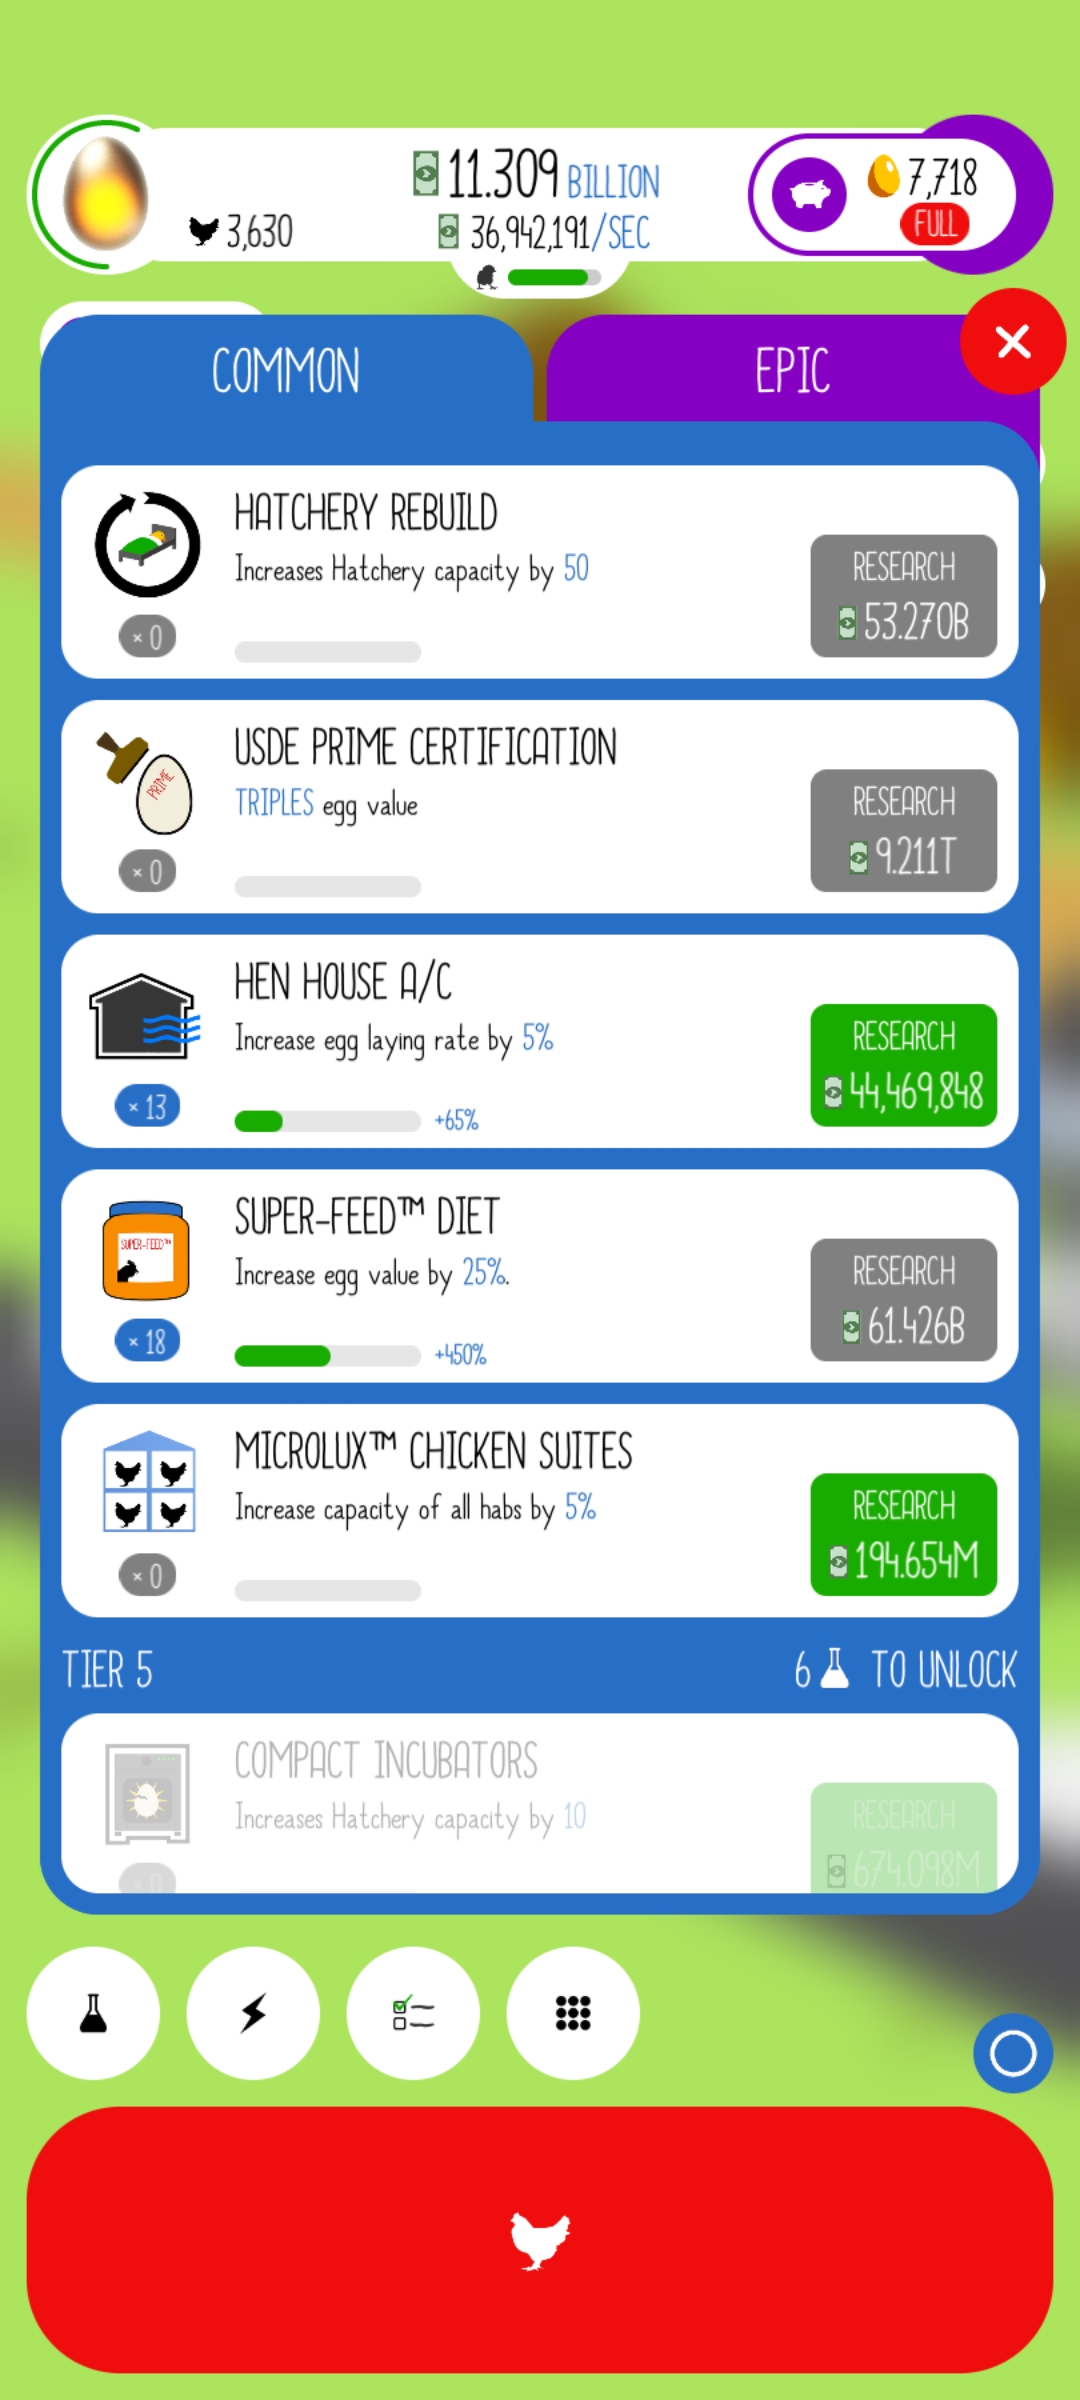 11.309 BILLION
7,718
3,630
36,942,191/SEC
FULL
COMMON
EPIC
HATCHERY REBUILD
Increases Hatchery capacity by 50
RESEARCH
53.270B
× 0
USDE PRIME CERTIFICATION
PRIME
TRIPLES egg value
RESEARCH
9.211T
× 0
HEN HOUSE A/C
Increase egg laying rate by 5%
RESEARCH
44,469,848
× 13
+65%
SUPER-FEED™ DIET
SUPER-FEED™
Increase egg value by 25%.
RESEARCH
61.426B
× 18
+450%
MICROLUX™ CHICKEN SUITES
Increase capacity of all habs by 5%
RESEARCH
194.654M
× 0
TIER 5
6 TO UNLOCK
COMPACT INCUBATORS
Increases Hatchery capacity by 10
RESEARCH
674.098M
× 0